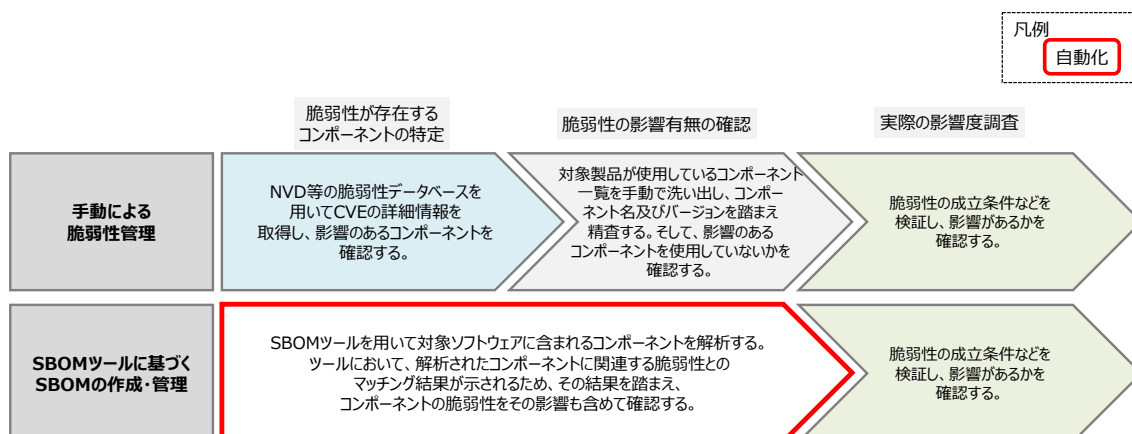 凡例
自動化
脆弱性が存在する
コンポーネントの特定
脆弱性の影響有無の確認
実際の影響度調査
手動による
脆弱性管理
NVD等の脆弱性データベースを
用いてCVEの詳細情報を
取得し、影響のあるコンポーネントを
確認する。
対象製品が使用しているコンポーネント
一覧を手動で洗い出し、コンポー
ネント名及びバージョンを踏まえ
精査する。そして、影響のある
コンポーネントを使用していないかを
確認する。
脆弱性の成立条件などを
検証し、影響があるかを
確認する。
SBOMツールに基づく
SBOMの作成・管理
SBOMツールを用いて対象ソフトウェアに含まれるコンポーネントを解析する。
ツールにおいて、解析されたコンポーネントに関連する脆弱性との
マッチング結果が示されるため、その結果を踏まえ、
コンポーネントの脆弱性をその影響も含めて確認する。
脆弱性の成立条件などを
検証し、影響があるかを
確認する。